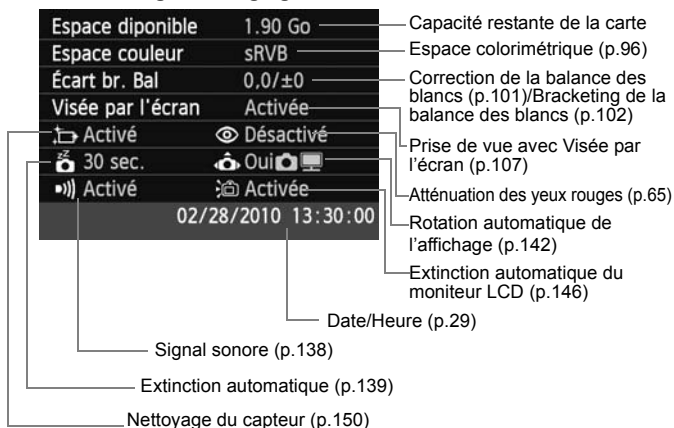 Espace diponible 1.90 Go
Espace couleur sRVB
Écart br. Bal 0,0/±0
Visée par l'écran Activée
Activé Désactivé
30 sec. Oui
Activé Activée
02/28/2010 13:30:00
Capacité restante de la carte
Espace colorimétrique (p.96)
Correction de la balance des
blancs (p.101)/Bracketing de la
balance des blancs (p.102)
Prise de vue avec Visée par
l'écran (p.107)
Atténuation des yeux rouges (p.65)
Rotation automatique de
l'affichage (p.142)
Extinction automatique du
moniteur LCD (p.146)
Date/Heure (p.29)
Signal sonore (p.138)
Extinction automatique (p.139)
Nettoyage du capteur (p.150)